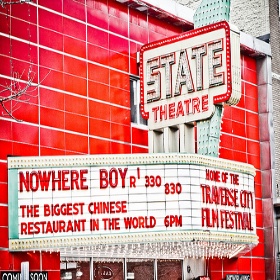 STATE
THEATRE
NOWHERE BOY R 330 830
THE BIGGEST CHINESE
RESTAURANT IN THE WORLD 6PM
HOME OF THE
TRAVERSE CITY
FILM FESTIVAL
COMING
SOON